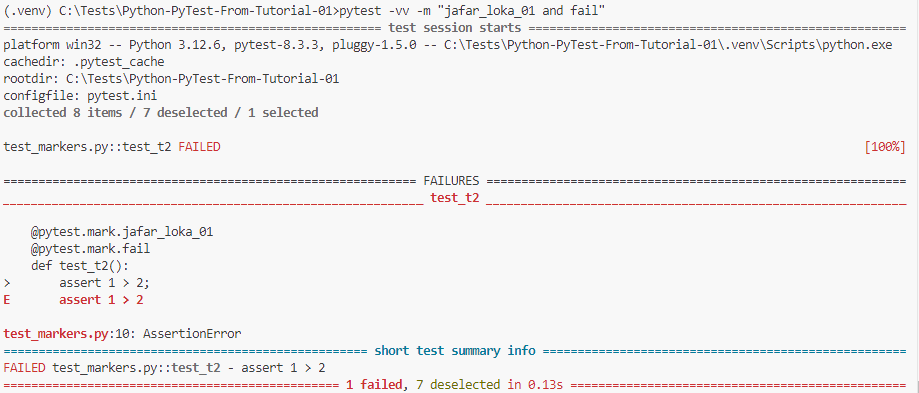 (.venv) C:\Tests\Python-PyTest-From-Tutorial-01>pytest -vv -m "jafar_loka_01 and fail"
====================================================== test session starts ======================================================
platform win32 -- Python 3.12.6, pytest-8.3.3, pluggy-1.5.0 -- C:\Tests\Python-PyTest-From-Tutorial-01\.venv\Scripts\python.exe
cachedir: .pytest_cache
rootdir: C:\Tests\Python-PyTest-From-Tutorial-01
configfile: pytest.ini
collected 8 items / 7 deselected / 1 selected
test_markers.py::test_t2 FAILED [100%]
=========================================================== FAILURES ============================================================
____________________________________________________________ test_t2 ____________________________________________________________
@pytest.mark.jafar_loka_01
@pytest.mark.fail
def test_t2():
> assert 1 > 2;
E assert 1 > 2
test_markers.py:10: AssertionError
==================================================== short test summary info ====================================================
FAILED test_markers.py::test_t2 - assert 1 > 2
================================================ 1 failed, 7 deselected in 0.13s ================================================